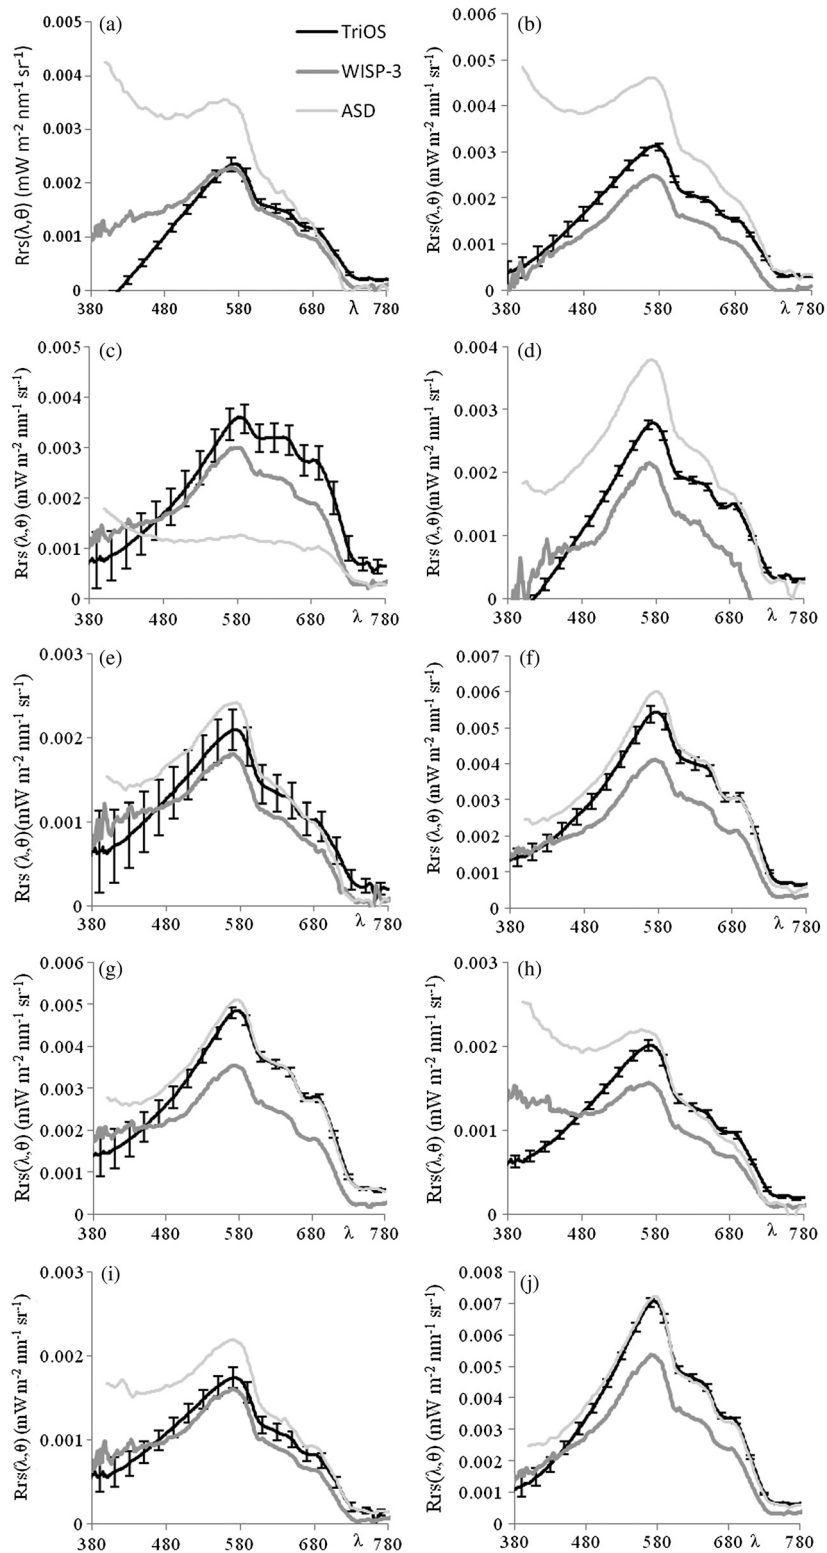 (a)
TriOS
WISP-3
ASD
Rrs(λ,θ) (mW m-2 nm-1 sr-1)
0.005
0.004
0.003
0.002
0.001
0
380 480 580 680 λ 780
(b)
Rrs(λ,θ) (mW m-2 nm-1 sr-1)
0.006
0.005
0.004
0.003
0.002
0.001
0
380 480 580 680 λ 780
(c)
Rrs (λ,θ) (mW m-2 nm-1 sr-1)
0.005
0.004
0.003
0.002
0.001
0
380 480 580 680 λ 780
(d)
Rrs (λ,θ)(mW m-2 nm-1 sr-1)
0.004
0.003
0.002
0.001
0
380 480 580 680 λ 780
(e)
Rrs (λ,θ)(mW m-2 nm-1 sr-1)
0.003
0.002
0.001
0
380 480 580 680 λ 780
(f)
Rrs (λ,θ) (mW m-2 nm-1 sr-1)
0.007
0.006
0.005
0.004
0.003
0.002
0.001
0
380 480 580 680 λ 780
(g)
Rrs(λ,θ) (mW m-2 nm-1 sr-1)
0.006
0.005
0.004
0.003
0.002
0.001
0
380 480 580 680 λ 780
(h)
Rrs(λ,θ) (mW m-2 nm-1 sr-1)
0.003
0.002
0.001
0
380 480 580 680 λ 780
(i)
Rrs(λ,θ) (mW m-2 nm-1 sr-1)
0.003
0.002
0.001
0
380 480 580 680 λ 780
(j)
Rrs(λ,θ) (mW m-2 nm-1 sr-1)
0.008
0.007
0.006
0.005
0.004
0.003
0.002
0.001
0
380 480 580 680 λ 780